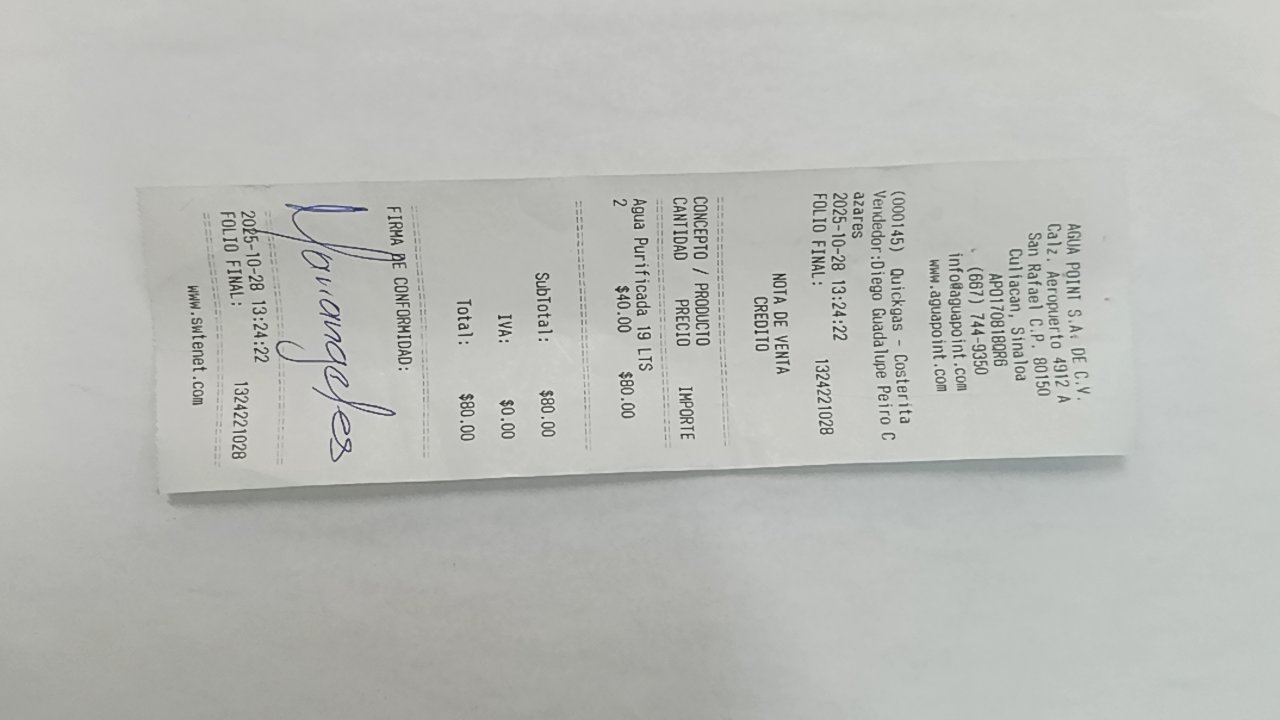 AGUA POINT S.A. DE C.V.
Calz. Aeropuerto 4912 A
San Rafael C.P. 80150
Culiacan, Sinaloa
APO170818QR6
(667) 744-9350
info@aguapoint.com
www.aguapoint.com
(000145) Quickgas - Costerita
Vendedor:Diego Guadalupe Peiro C
azares
2025-10-28 13:24:22
FOLIO FINAL: 1324221028
NOTA DE VENTA
CREDITO
CONCEPTO / PRODUCTO
CANTIDAD PRECIO IMPORTE
Agua Purificada 19 LTS
2 $40.00 $80.00
SubTotal: $80.00
IVA: $0.00
Total: $80.00
FIRMA DE CONFORMIDAD:
Mariangeles
2025-10-28 13:24:22
FOLIO FINAL: 1324221028
www.switenet.com